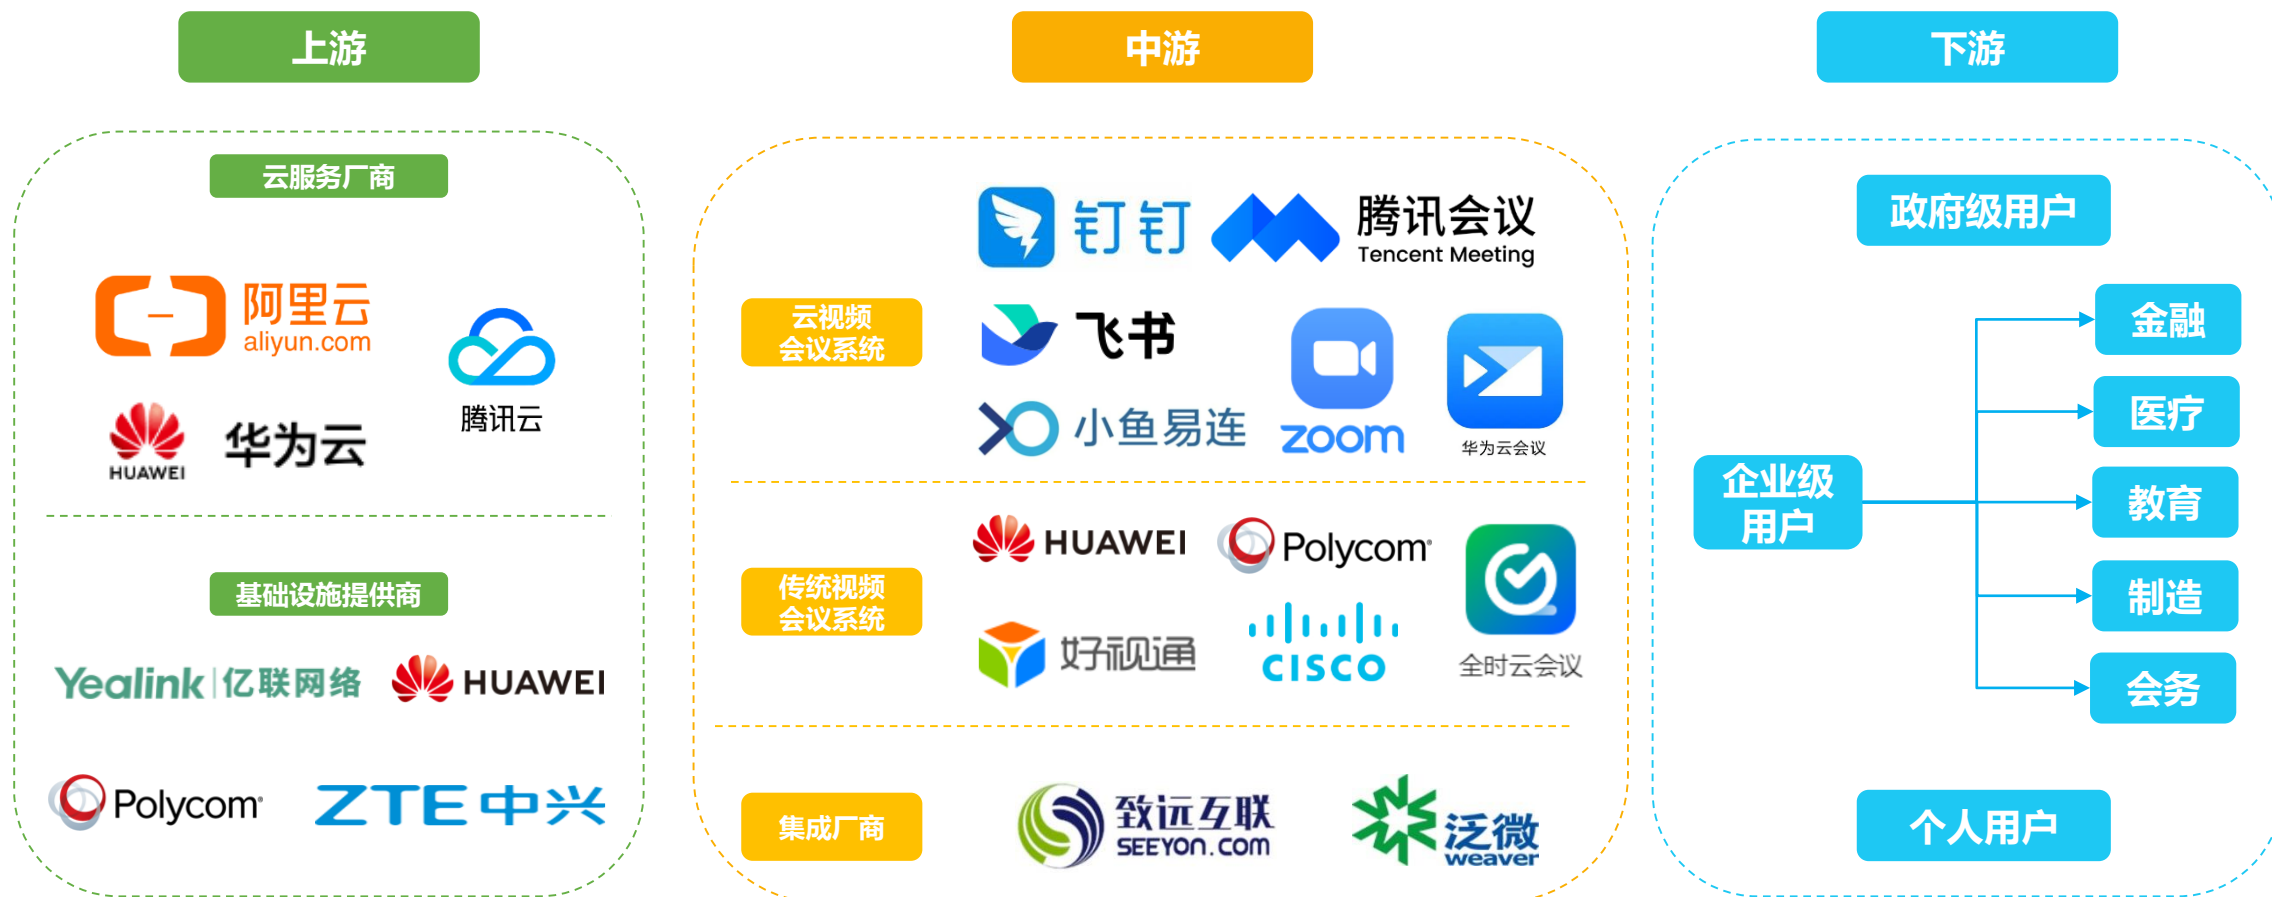 上游
云服务厂商
阿里云
aliyun.com
腾讯云
HUAWEI
华为云
基础设施提供商
Yealink 亿联网络
HUAWEI
Polycom
ZTE中兴
中游
云视频
会议系统
钉钉
腾讯会议
Tencent Meeting
飞书
小鱼易连
zoom
华为云会议
传统视频
会议系统
HUAWEI
Polycom
好视通
CISCO
全时云会议
集成厂商
致远互联
SEEYON.COM
泛微
weaver
下游
政府级用户
企业级
用户
金融
医疗
教育
制造
会务
个人用户